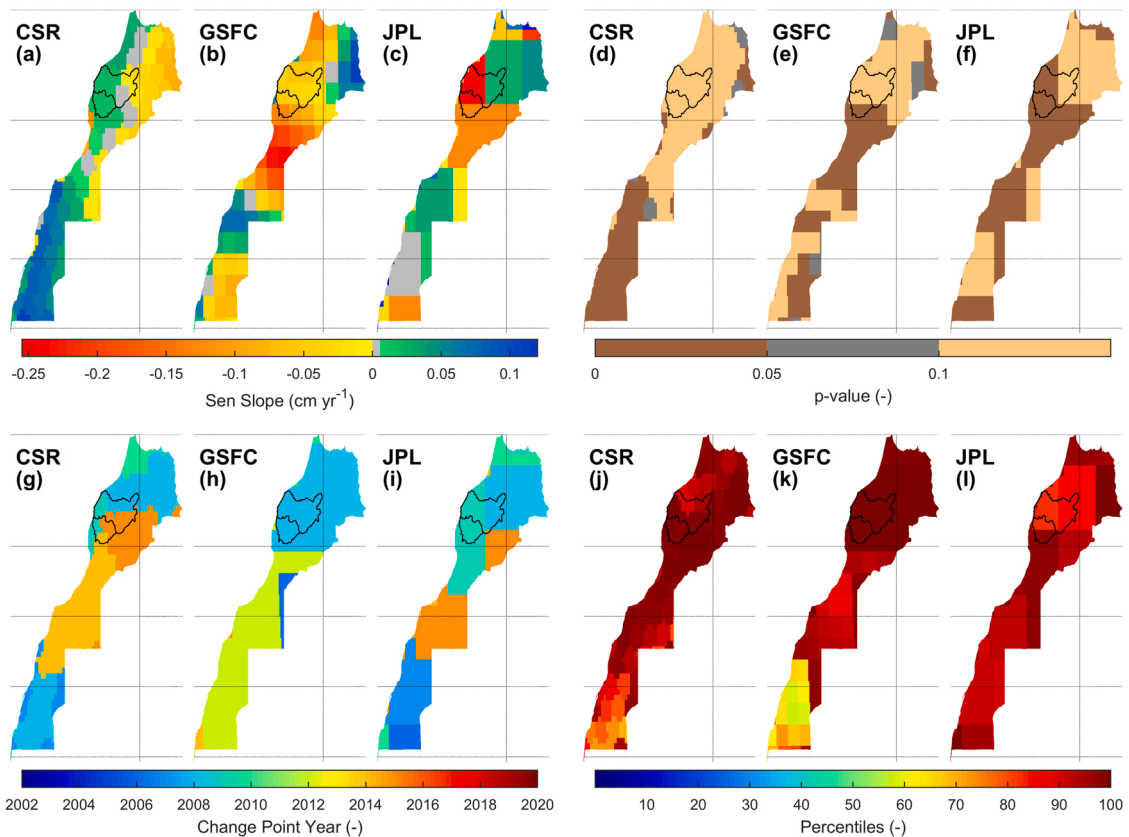 CSR GSFC JPL CSR GSFC JPL
(a) (b) (c) (d) (e) (f)
-0.25 -0.2 -0.15 -0.1 -0.05 0 0.05 0.1
0 0.05 0.1
Sen Slope (cm yr⁻¹)
p-value (-)
CSR GSFC JPL CSR GSFC JPL
(g) (h) (i) (j) (k) (l)
2002 2004 2006 2008 2010 2012 2014 2016 2018 2020
10 20 30 40 50 60 70 80 90 100
Change Point Year (-)
Percentiles (-)